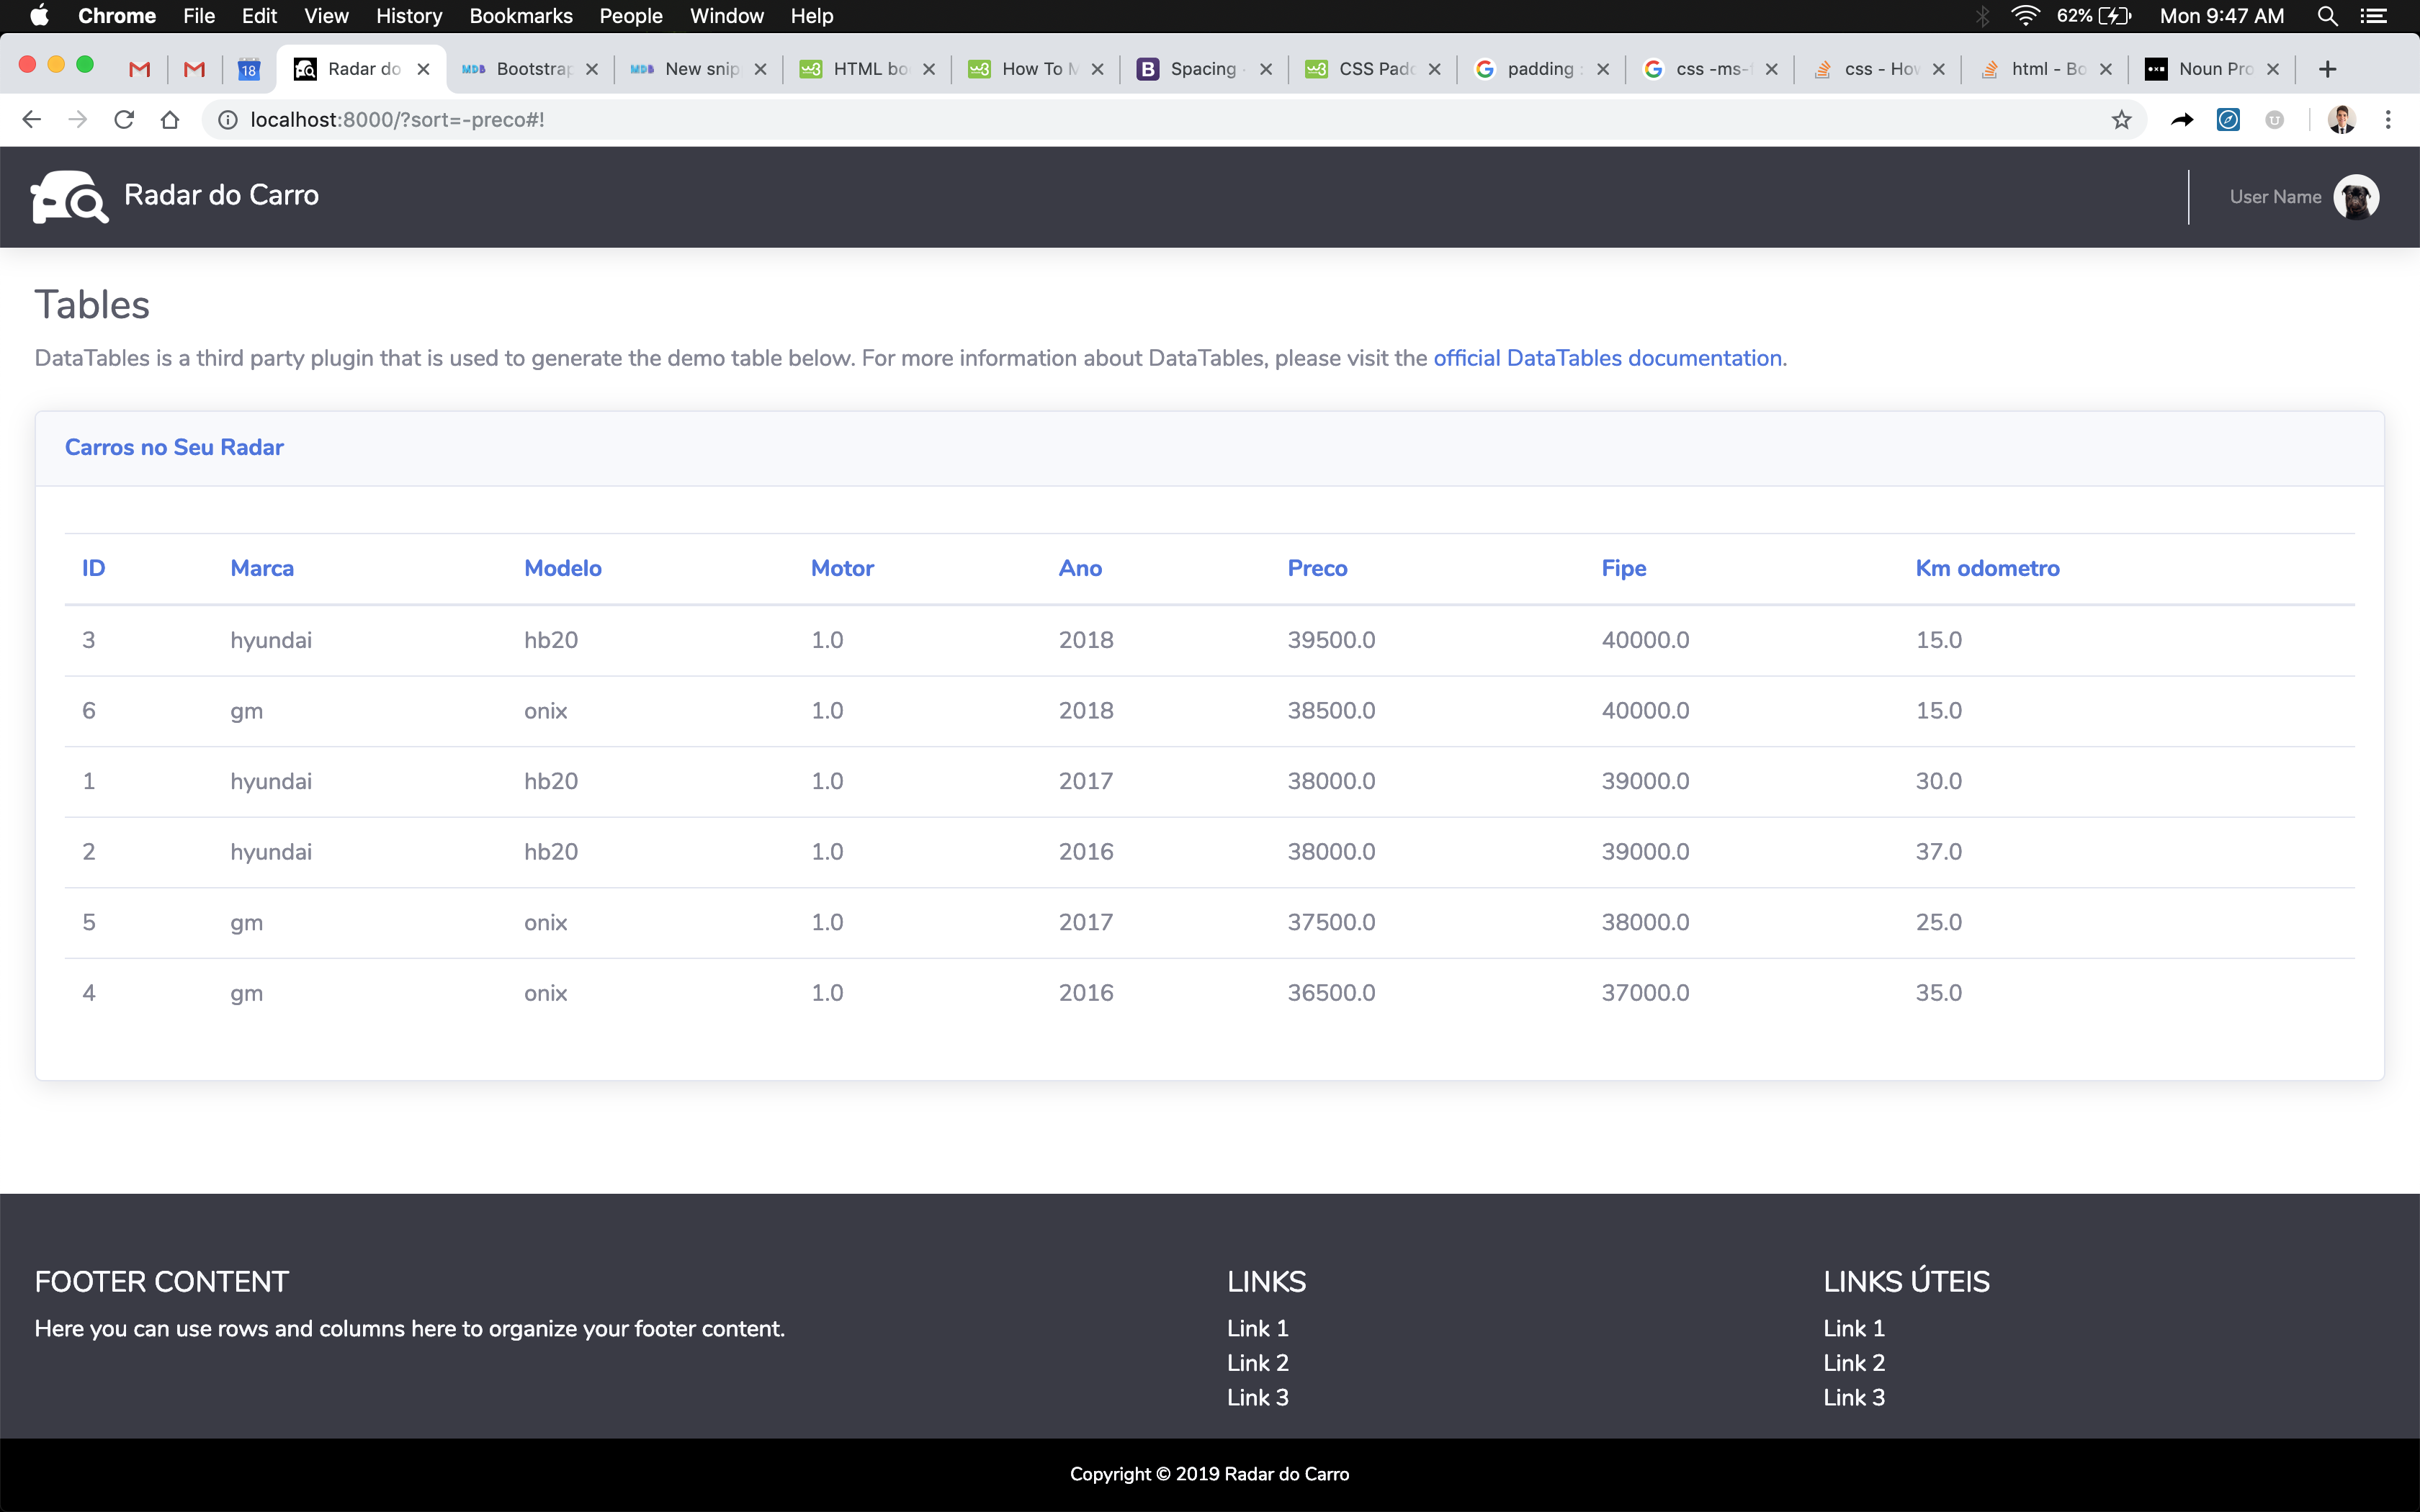 Chrome File Edit View History Bookmarks People Window Help 62% Mon 9:47 AM
18 Radar do MDB Bootstrap MDB New snip HTML bo How To M B Spacing - CSS Padd padding : css -ms- css - How html - Bo Noun Pro
localhost:8000/?sort=-preco#!
Radar do Carro User Name
Tables
DataTables is a third party plugin that is used to generate the demo table below. For more information about DataTables, please visit the official DataTables documentation.
Carros no Seu Radar
ID Marca Modelo Motor Ano Preco Fipe Km odometro
3 hyundai hb20 1.0 2018 39500.0 40000.0 15.0
6 gm onix 1.0 2018 38500.0 40000.0 15.0
1 hyundai hb20 1.0 2017 38000.0 39000.0 30.0
2 hyundai hb20 1.0 2016 38000.0 39000.0 37.0
5 gm onix 1.0 2017 37500.0 38000.0 25.0
4 gm onix 1.0 2016 36500.0 37000.0 35.0
FOOTER CONTENT
Here you can use rows and columns here to organize your footer content.
LINKS
Link 1
Link 2
Link 3
LINKS ÚTEIS
Link 1
Link 2
Link 3
Copyright © 2019 Radar do Carro